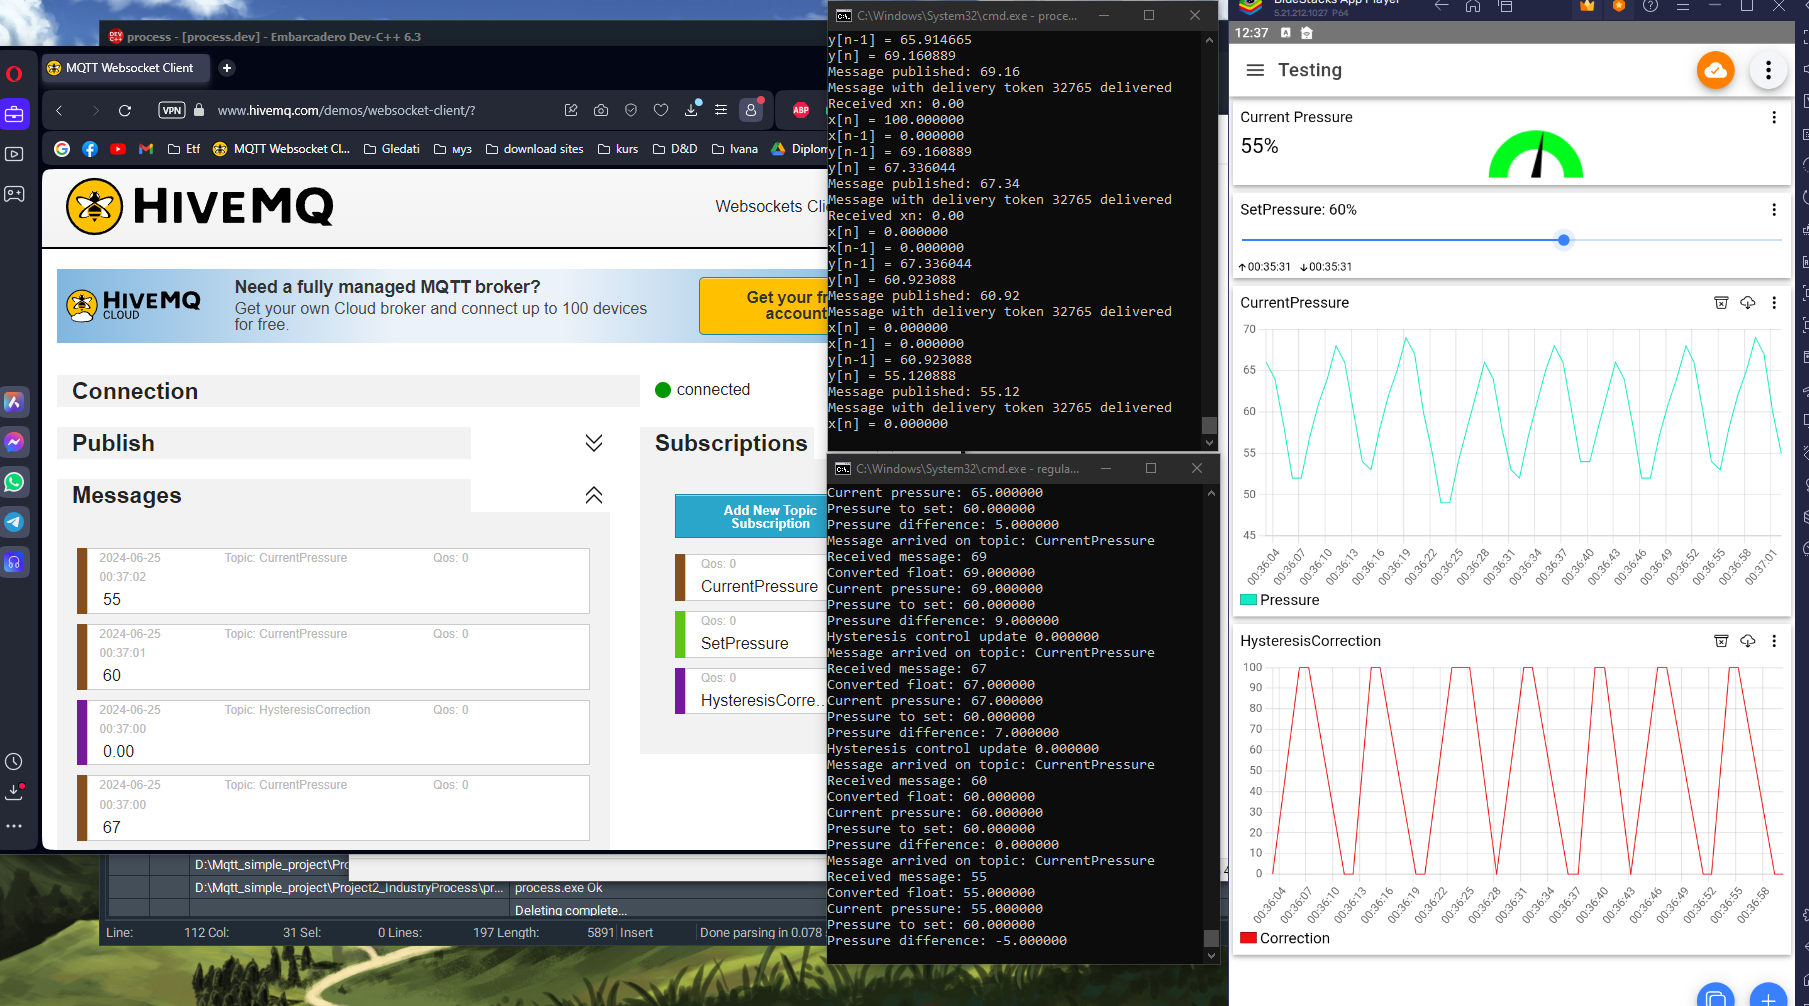 process - [process.dev] - Embarcadero Dev-C++ 6.3
MQTT Websocket Client
VPN
www.hivemq.com/demos/websocket-client/?
ABP
Etf
MQTT Websocket Cl...
Gledati
муз
download sites
kurs
D&D
Ivana
Diplom
HIVEMQ
Websockets Cli
HIVEMQ
CLOUD
Need a fully managed MQTT broker?
Get your own Cloud broker and connect up to 100 devices
for free.
Get your fr
account
Connection
connected
Publish
Subscriptions
Messages
Add New Topic
Subscription
2024-06-25
00:37:02
Topic: CurrentPressure
Qos: 0
55
2024-06-25
00:37:01
Topic: CurrentPressure
Qos: 0
60
2024-06-25
00:37:00
Topic: HysteresisCorrection
Qos: 0
0.00
2024-06-25
00:37:00
Topic: CurrentPressure
Qos: 0
67
Qos: 0
CurrentPressure
Qos: 0
SetPressure
Qos: 0
HysteresisCorre...
D:\Mqtt_simple_project\Pro
D:\Mqtt_simple_project\Project2_IndustryProcess\pr...
process.exe Ok
Deleting complete...
Line: 112 Col: 31 Sel: 0 Lines: 197 Length: 5891 Insert Done parsing in 0.078
C:\Windows\System32\cmd.exe - proce...
y[n-1] = 65.914665
y[n] = 69.160889
Message published: 69.16
Message with delivery token 32765 delivered
Received xn: 0.00
x[n] = 100.000000
x[n-1] = 0.000000
y[n-1] = 69.160889
y[n] = 67.336044
Message published: 67.34
Message with delivery token 32765 delivered
Received xn: 0.00
x[n] = 0.000000
x[n-1] = 0.000000
y[n-1] = 67.336044
y[n] = 60.923088
Message published: 60.92
Message with delivery token 32765 delivered
x[n] = 0.000000
x[n-1] = 0.000000
y[n-1] = 60.923088
y[n] = 55.120888
Message published: 55.12
Message with delivery token 32765 delivered
x[n] = 0.000000
C:\Windows\System32\cmd.exe - regula...
Current pressure: 65.000000
Pressure to set: 60.000000
Pressure difference: 5.000000
Message arrived on topic: CurrentPressure
Received message: 69
Converted float: 69.000000
Current pressure: 69.000000
Pressure to set: 60.000000
Pressure difference: 9.000000
Hysteresis control update 0.000000
Message arrived on topic: CurrentPressure
Received message: 67
Converted float: 67.000000
Current pressure: 67.000000
Pressure to set: 60.000000
Pressure difference: 7.000000
Hysteresis control update 0.000000
Message arrived on topic: CurrentPressure
Received message: 60
Converted float: 60.000000
Current pressure: 60.000000
Pressure to set: 60.000000
Pressure difference: 0.000000
Message arrived on topic: CurrentPressure
Received message: 55
Converted float: 55.000000
Current pressure: 55.000000
Pressure to set: 60.000000
Pressure difference: -5.000000
BlueStacks App Player
5.21.212.1027 P64
12:37
Testing
Current Pressure
55%
SetPressure: 60%
00:35:31 00:35:31
CurrentPressure
70
65
60
55
50
45
00:36:04 00:36:07 00:36:10 00:36:13 00:36:16 00:36:19 00:36:22 00:36:25 00:36:28 00:36:31 00:36:34 00:36:37 00:36:40 00:36:43 00:36:46 00:36:49 00:36:52 00:36:55 00:36:58 00:37:01
Pressure
HysteresisCorrection
100
90
80
70
60
50
40
30
20
10
0
00:36:04 00:36:07 00:36:10 00:36:13 00:36:16 00:36:19 00:36:22 00:36:25 00:36:28 00:36:31 00:36:34 00:36:37 00:36:40 00:36:43 00:36:46 00:36:49 00:36:52 00:36:55 00:36:58
Correction